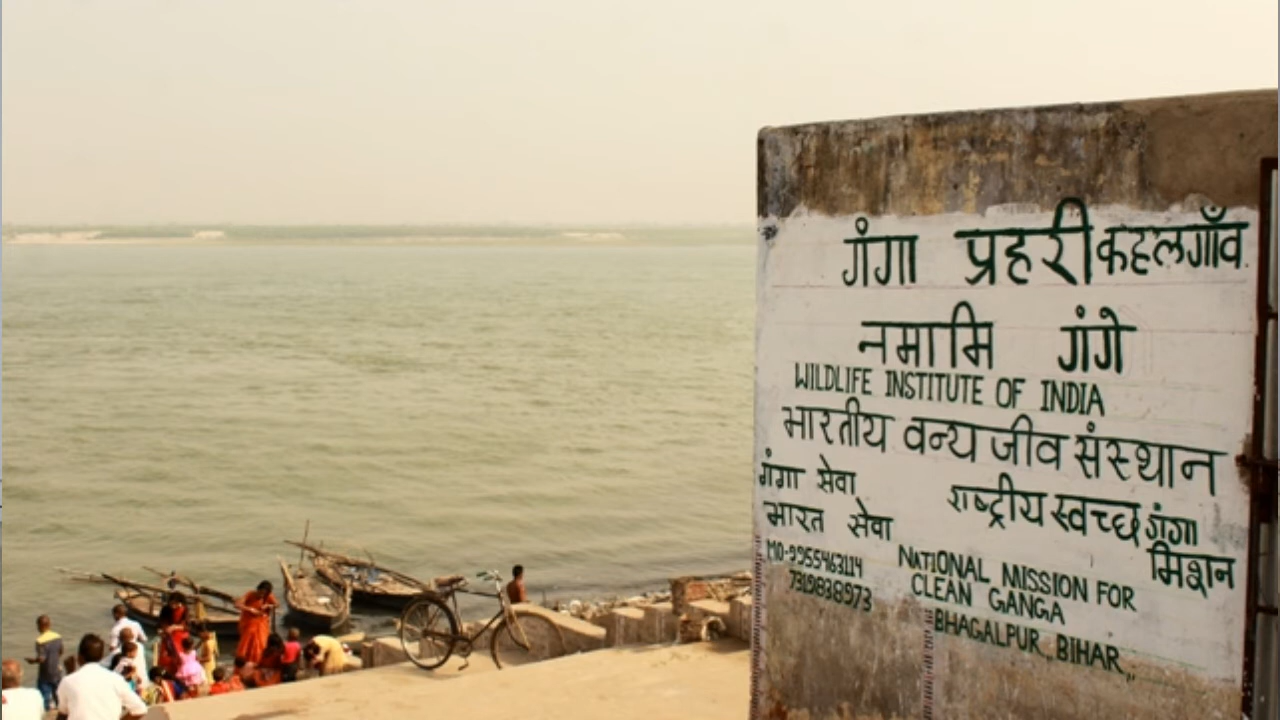 गंगा प्रहरी कहलगाँव
नमामि गंगे
WILDLIFE INSTITUTE OF INDIA
भारतीय वन्य जीव संस्थान
गंगा सेवा
भारत सेवा
राष्ट्रीय स्वच्छ गंगा
मिशन
MO-9955463114
7319838973
NATIONAL MISSION FOR
CLEAN GANGA
BHAGALPUR, BIHAR,,